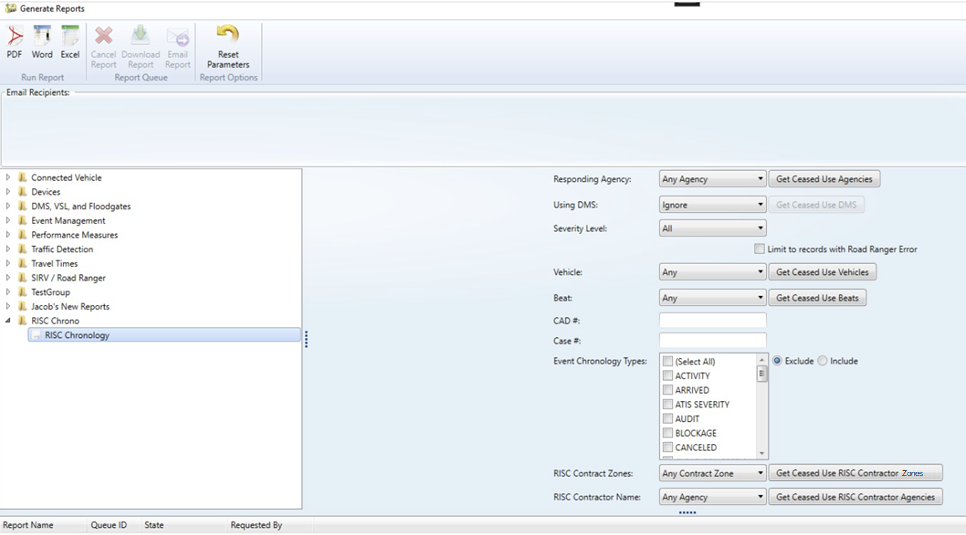 Generate Reports
PDF Word Excel Cancel Report Download Report Email Report Reset Parameters
Run Report Report Queue Report Options
Email Recipients:
Connected Vehicle
Devices
DMS, VSL, and Floodgates
Event Management
Performance Measures
Traffic Detection
Travel Times
SIRV / Road Ranger
TestGroup
Jacob's New Reports
RISC Chrono
RISC Chronology
Responding Agency: Any Agency Get Ceased Use Agencies
Using DMS: Ignore Get Ceased Use DMS
Severity Level: All
Limit to records with Road Ranger Error
Vehicle: Any Get Ceased Use Vehicles
Beat: Any Get Ceased Use Beats
CAD #:
Case #:
Event Chronology Types: (Select All) Exclude Include
ACTIVITY
ARRIVED
ATIS SEVERITY
AUDIT
BLOCKAGE
CANCELED
RISC Contract Zones: Any Contract Zone Get Ceased Use RISC Contractor Zones
RISC Contractor Name: Any Agency Get Ceased Use RISC Contractor Agencies
Report Name Queue ID State Requested By